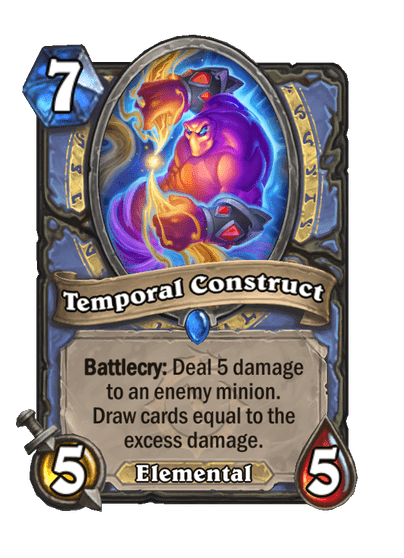 7
Temporal Construct
Battlecry: Deal 5 damage
to an enemy minion.
Draw cards equal to the
excess damage.
5
Elemental
5